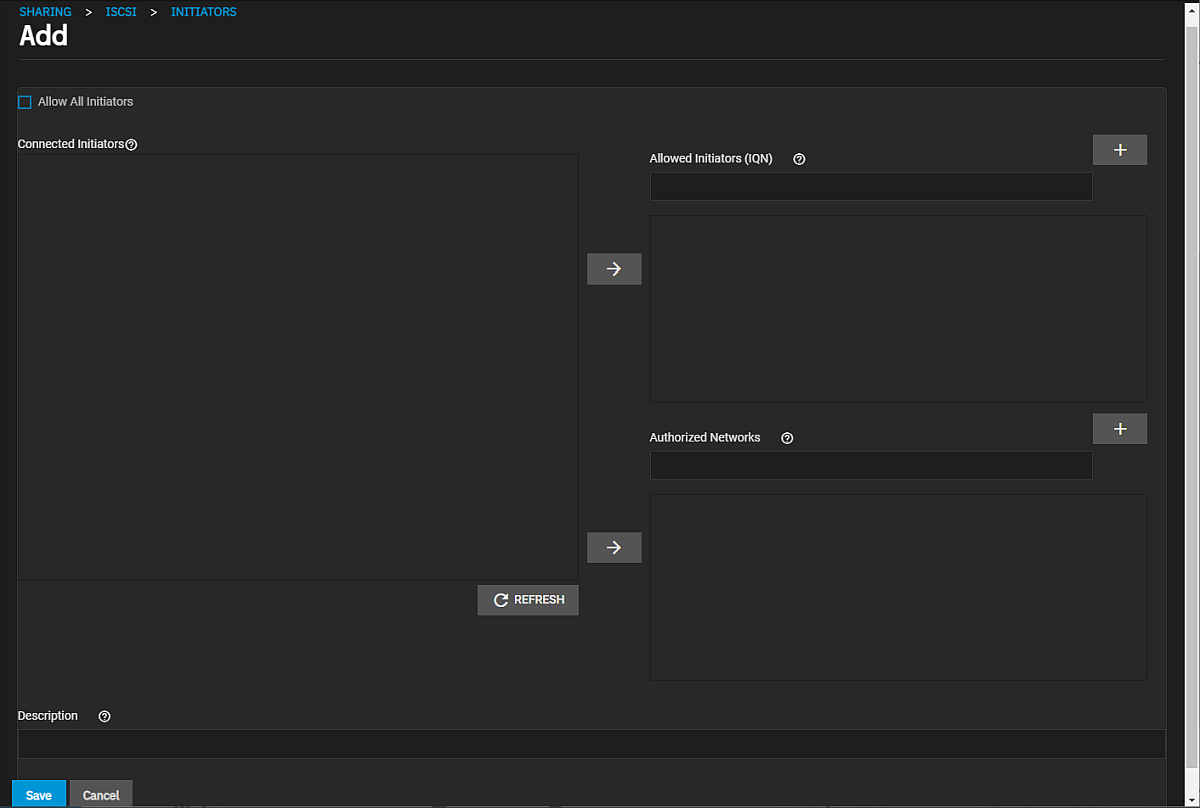 SHARING > ISCSI > INITIATORS
Add
Allow All Initiators
Connected Initiators
Allowed Initiators (IQN)
Authorized Networks
REFRESH
Description
Save
Cancel